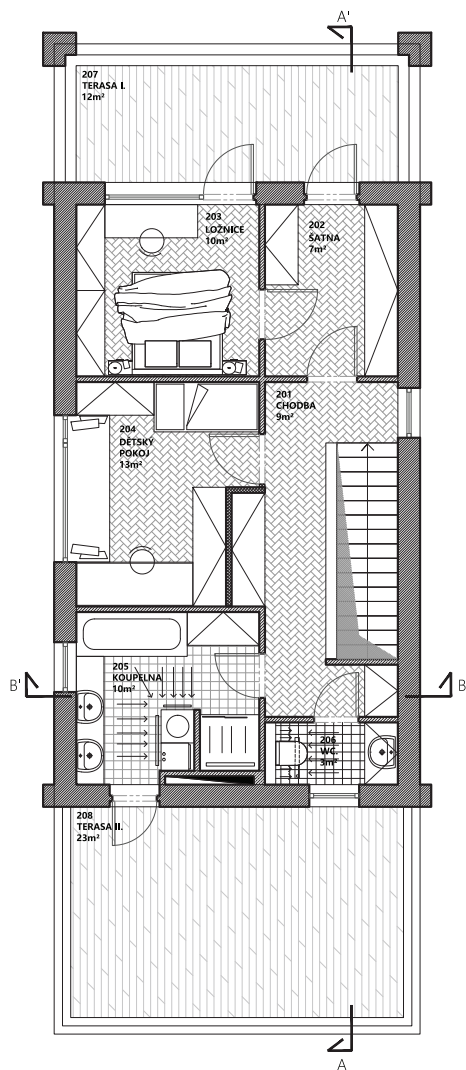 A'
207
TERASA I.
12m²
203
LOŽNICE
10m²
202
ŠATNA
7m²
201
CHODBA
9m²
204
DĚTSKÝ
POKOJ
13m²
205
KOUPELNA
10m²
B'
B
206
WC
3m²
208
TERASA II.
23m²
A